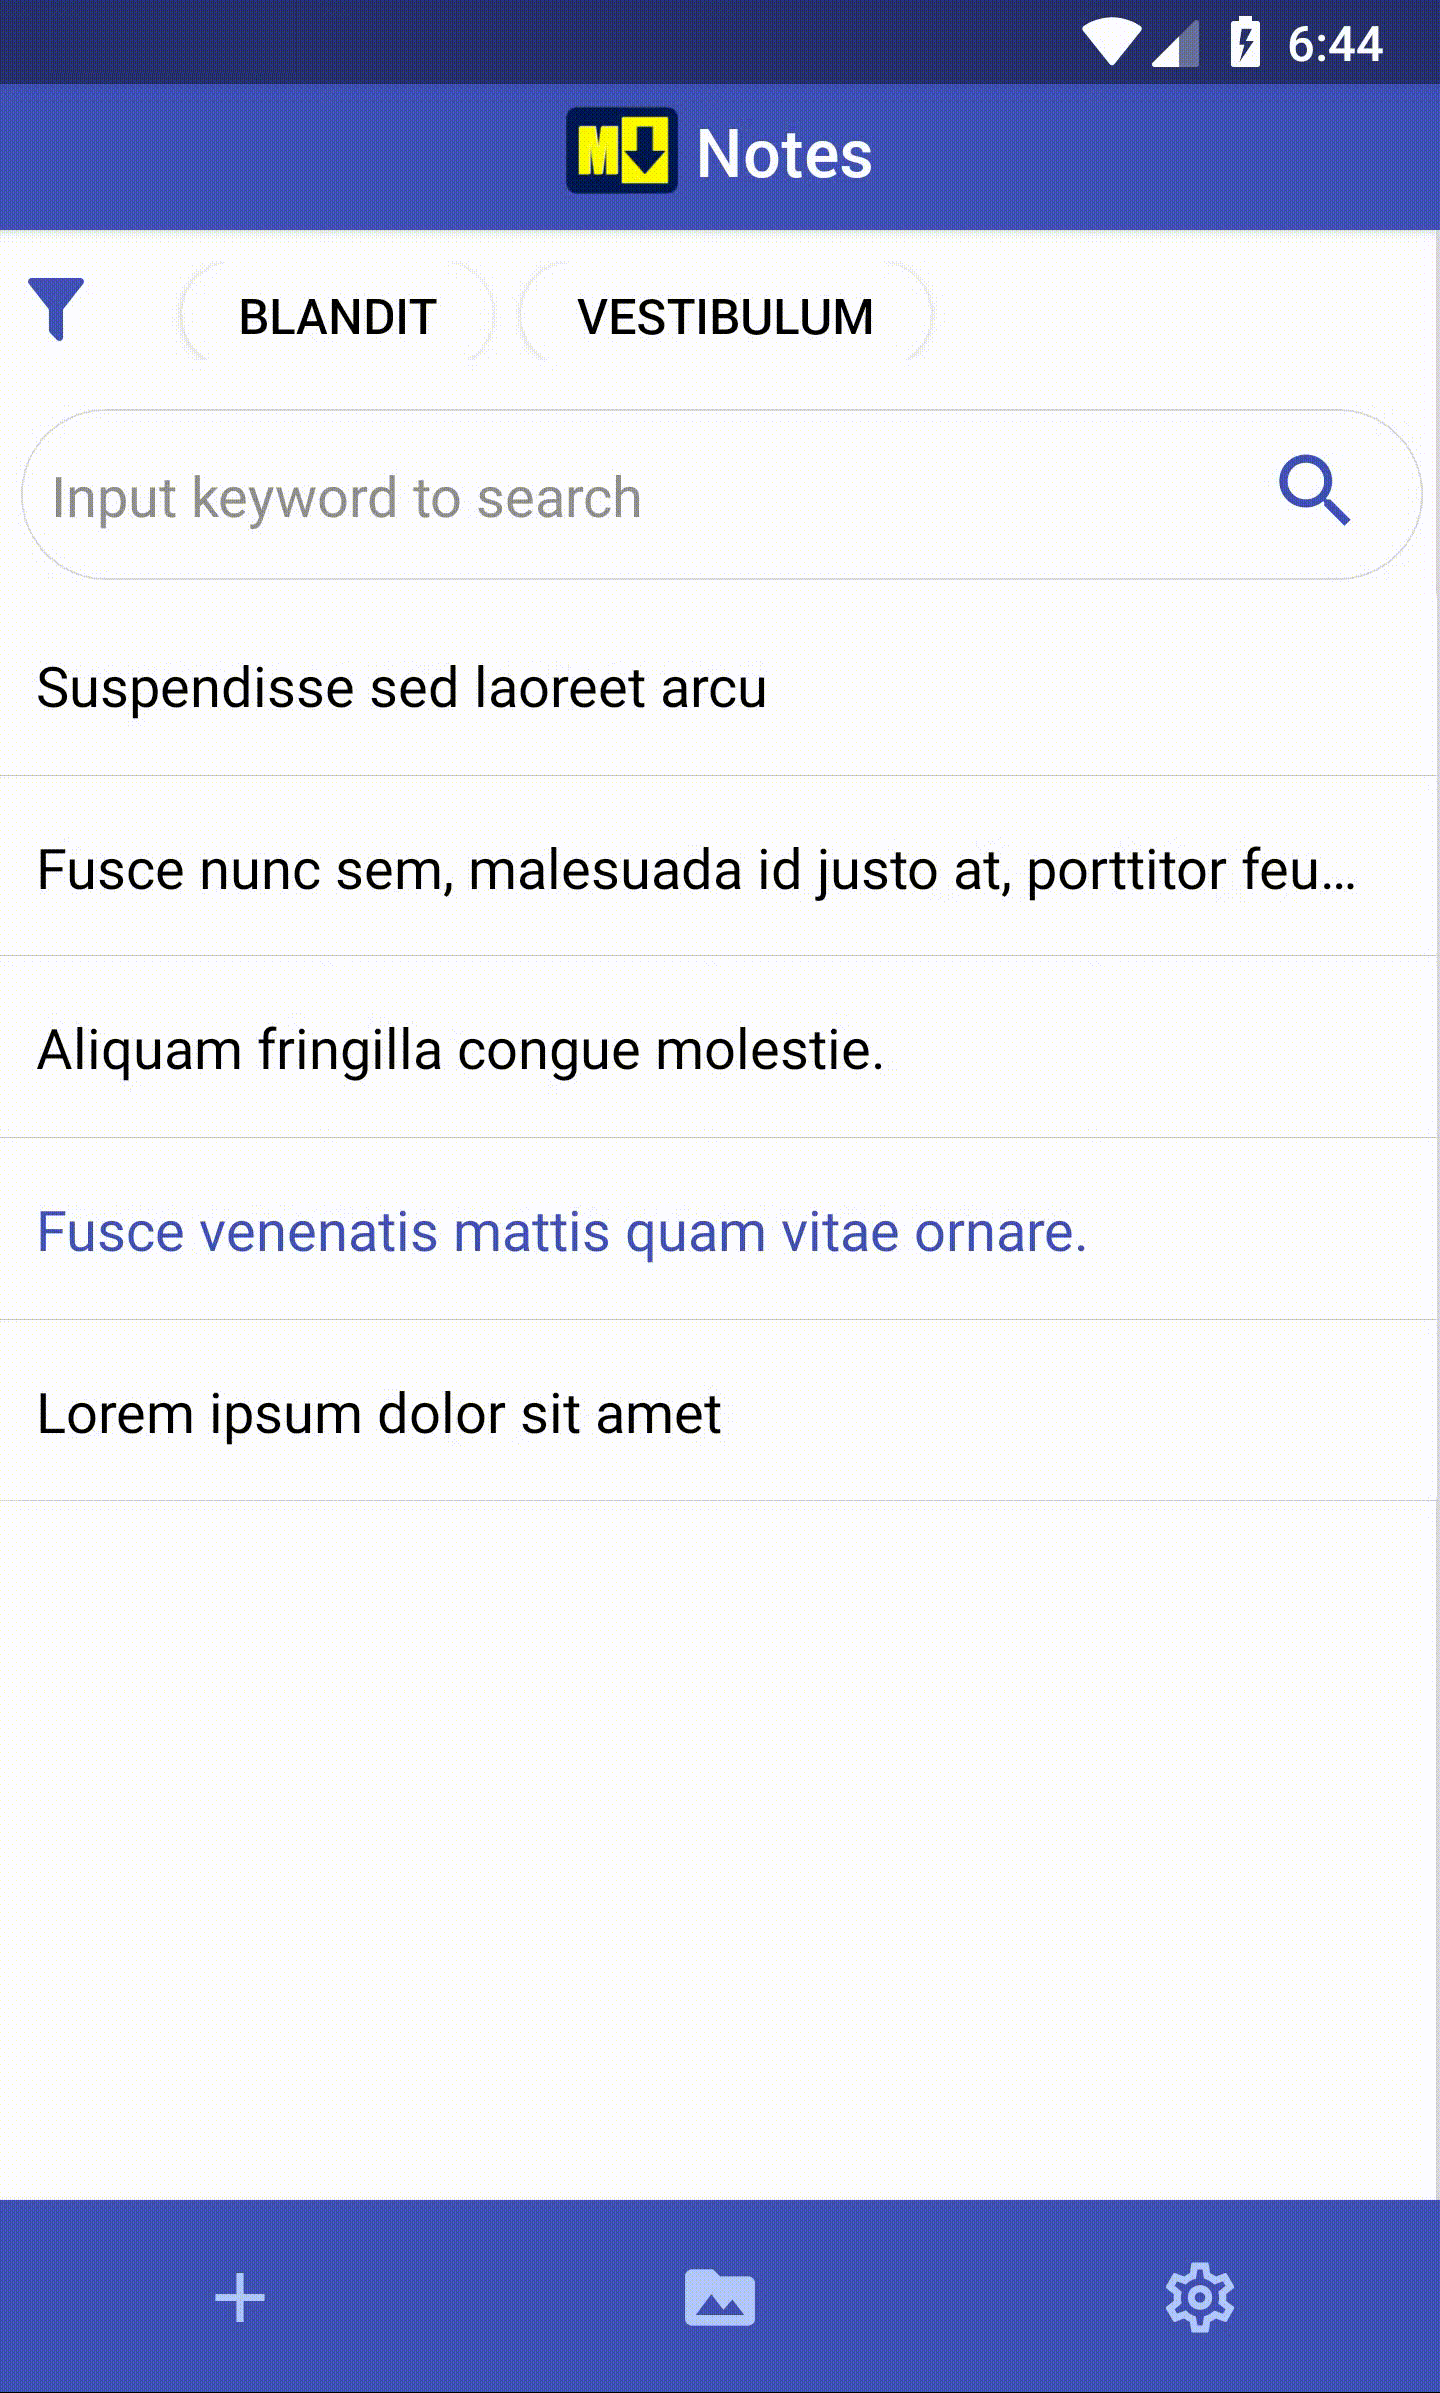 6:44
M Notes
BLANDIT VESTIBULUM
Input keyword to search
Suspendisse sed laoreet arcu
Fusce nunc sem, malesuada id justo at, porttitor feu...
Aliquam fringilla congue molestie.
Fusce venenatis mattis quam vitae ornare.
Lorem ipsum dolor sit amet